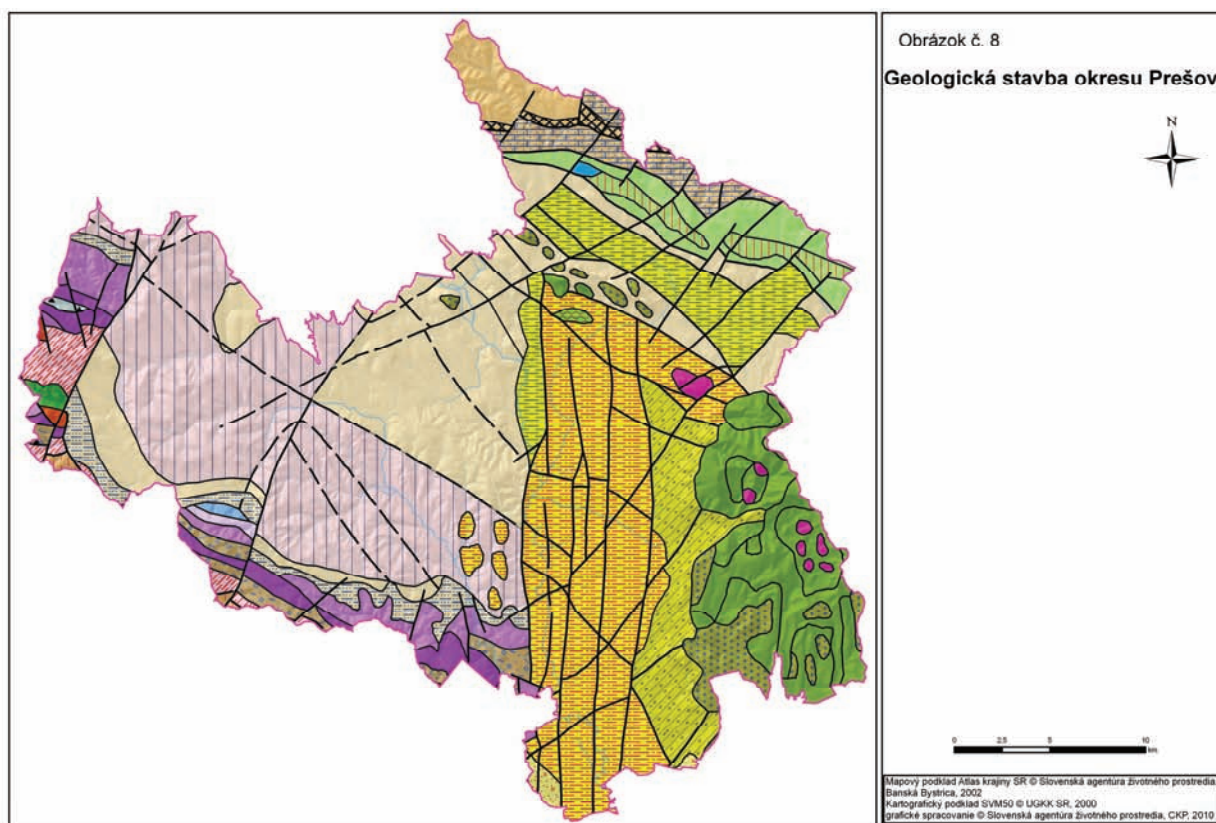 Obrázok č. 8
Geologická stavba okresu Prešov
N
0 2.5 5 10
km
Mapový podklad Atlas krajiny SR © Slovenská agentúra životného prostredia,
Banská Bystrica, 2002
Kartografický podklad SVM50 © UGKK SR, 2000
grafické spracovanie © Slovenská agentúra životného prostredia, CKP, 2010